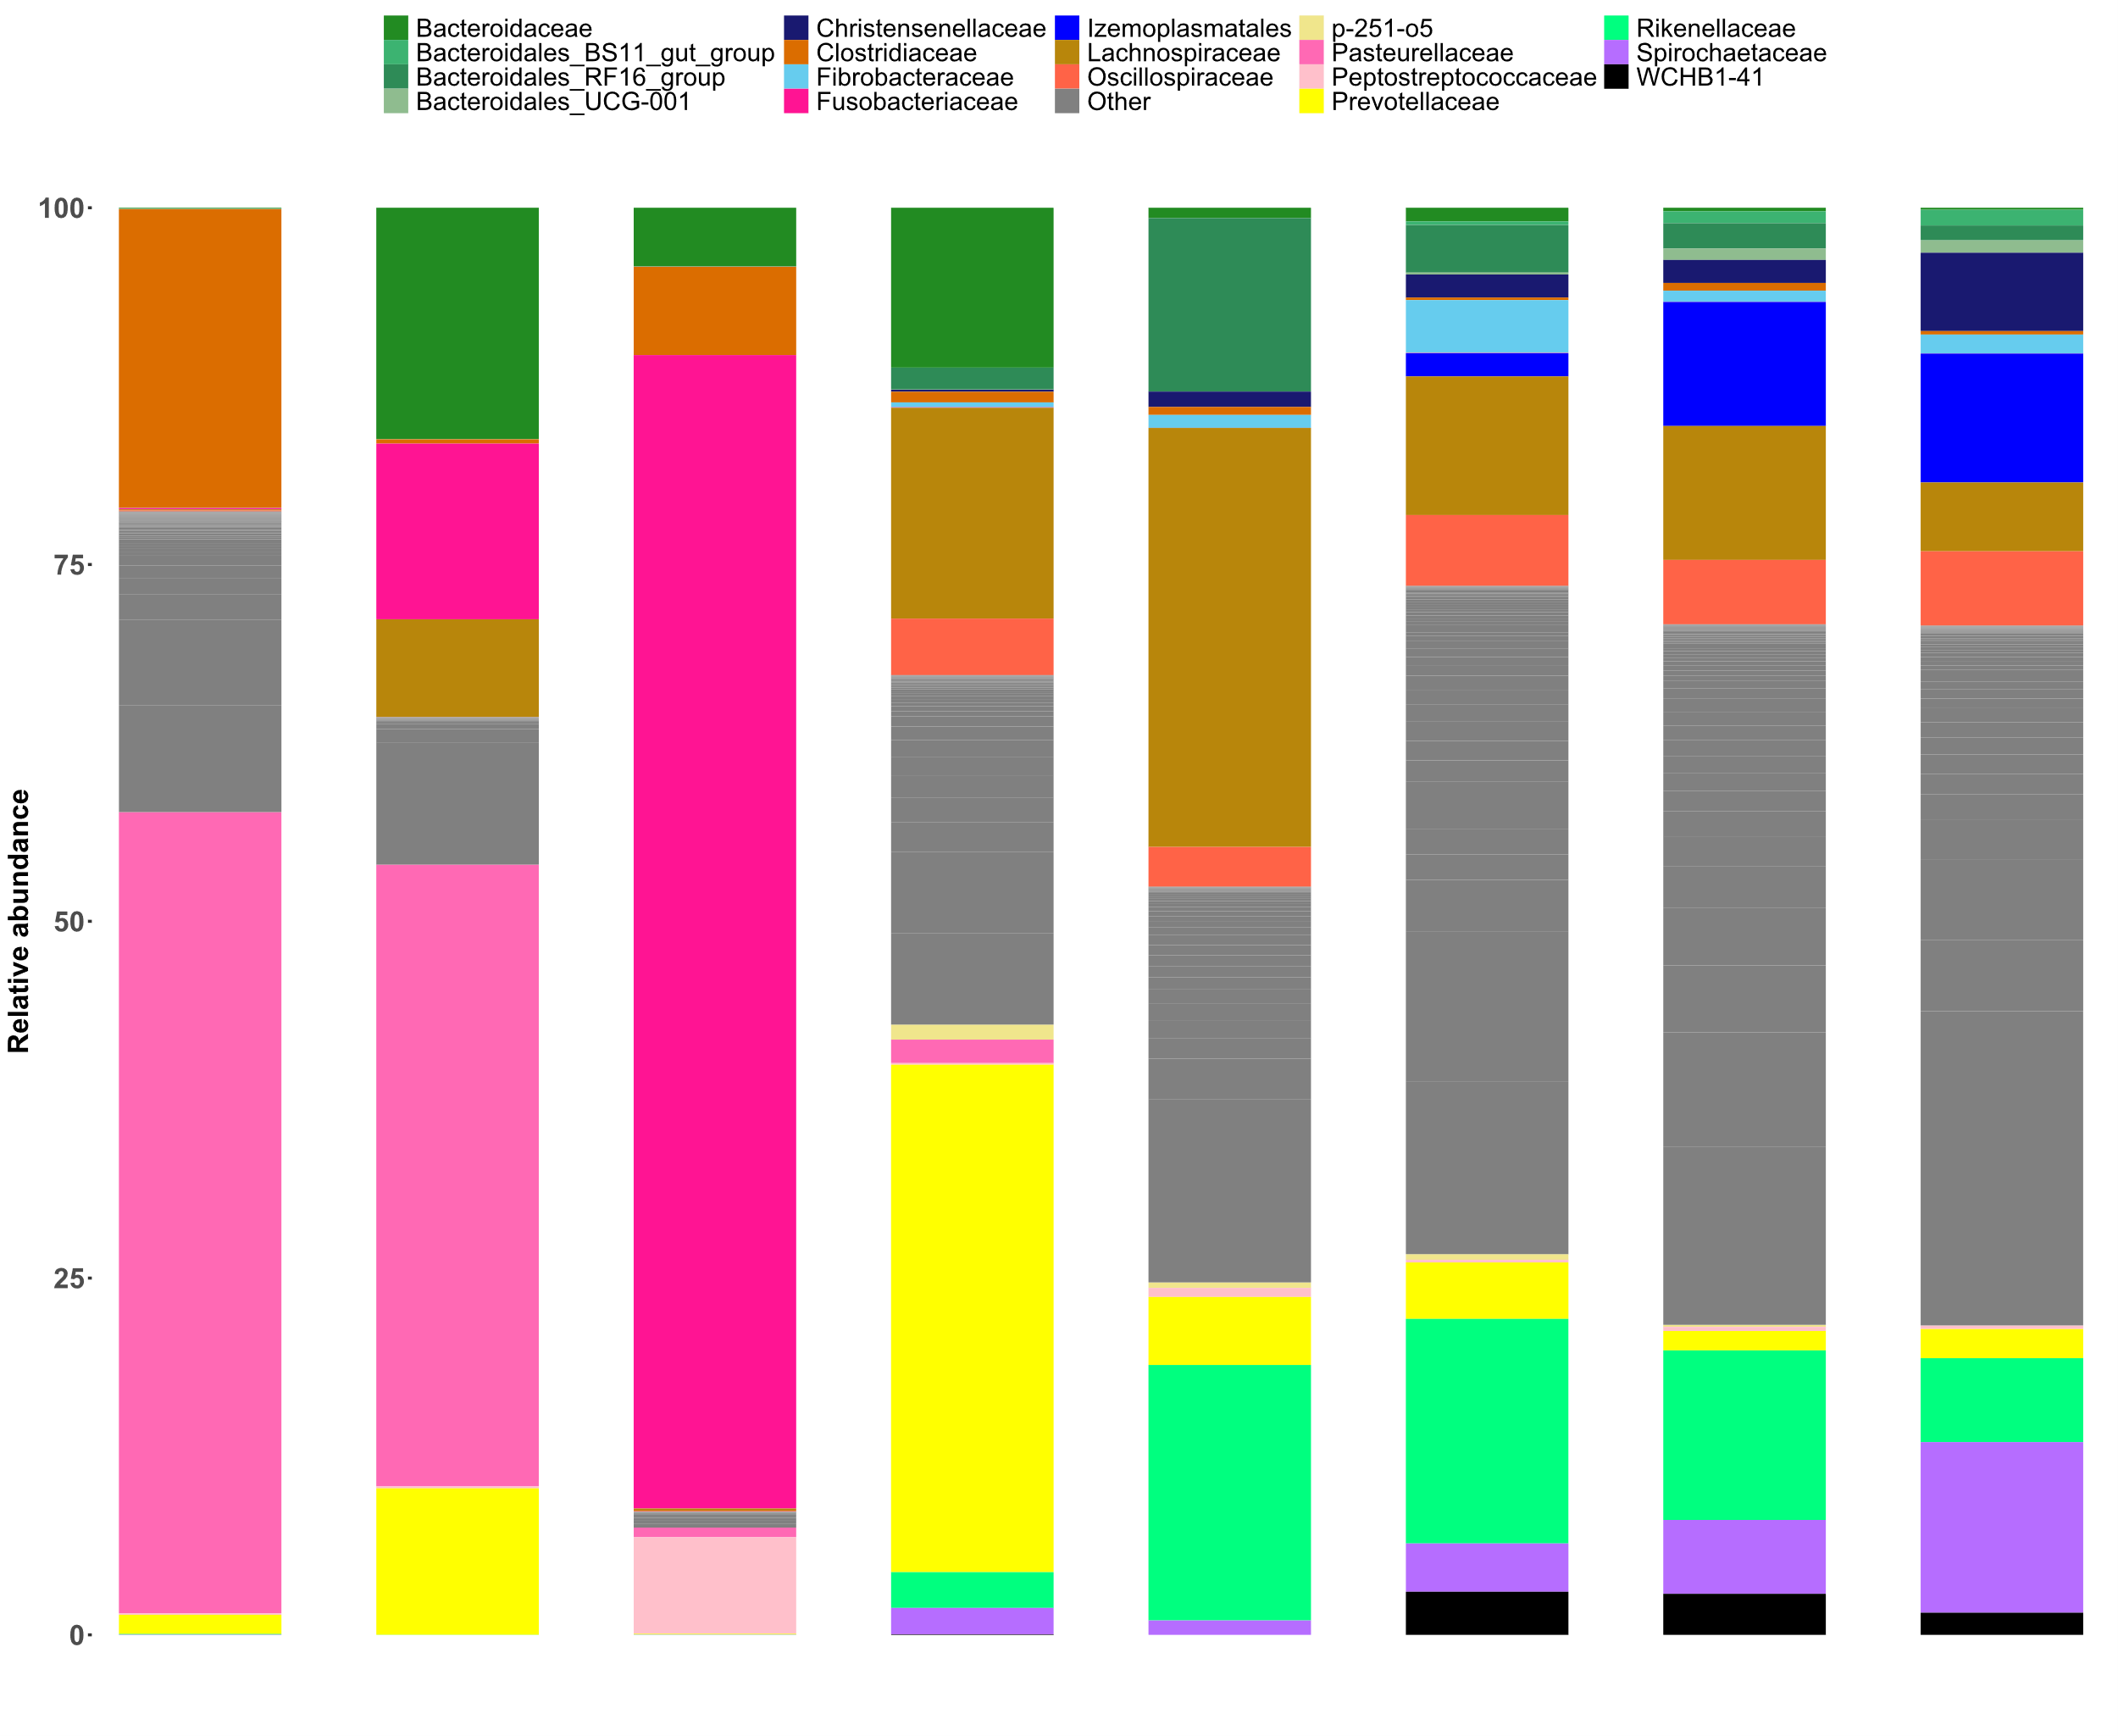 Bacteroidaceae Christensenellaceae Izemoplasmatales p-251-o5 Rikenellaceae
Bacteroidales_BS11_gut_group Clostridiaceae Lachnospiraceae Pasteurellaceae Spirochaetaceae
Bacteroidales_RF16_group Fibrobacteraceae Oscillospiraceae Peptostreptococcaceae WCHB1-41
Bacteroidales_UCG-001 Fusobacteriaceae Other Prevotellaceae
100
75
50
25
0
Relative abundance